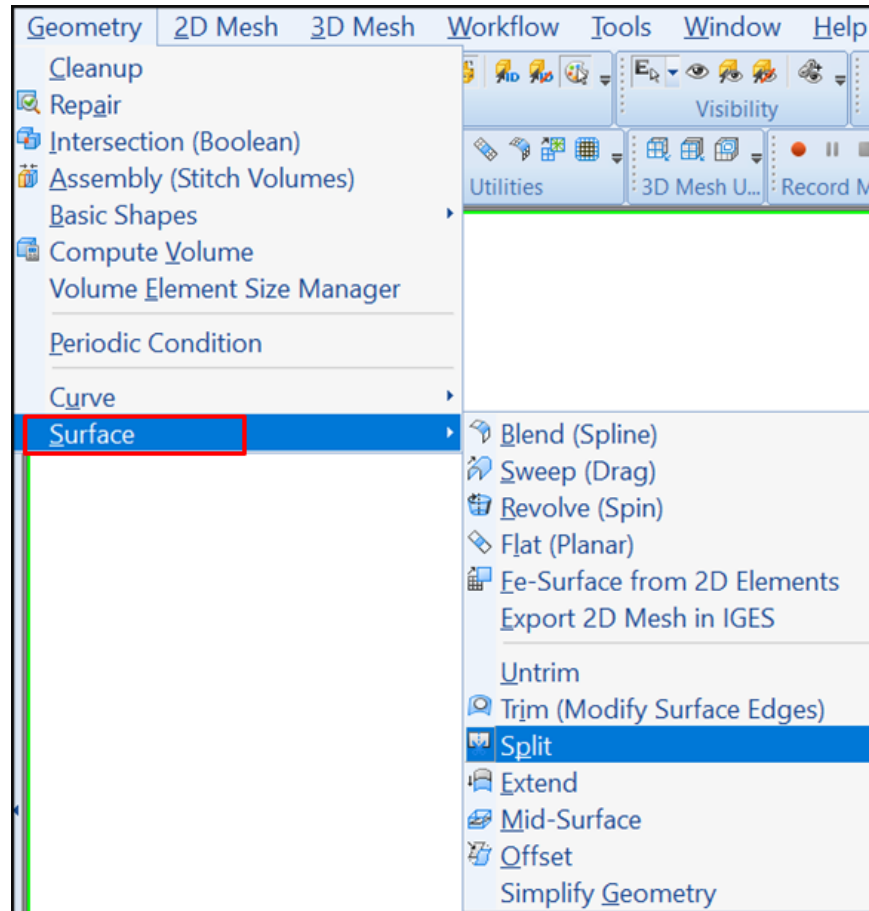 Geometry 2D Mesh 3D Mesh Workflow Tools Window Help
Cleanup
Repair
Intersection (Boolean)
Assembly (Stitch Volumes)
Basic Shapes
Compute Volume
Volume Element Size Manager
Periodic Condition
Curve
Surface
Visibility
Utilities
3D Mesh U...
Record M
Blend (Spline)
Sweep (Drag)
Revolve (Spin)
Flat (Planar)
Fe-Surface from 2D Elements
Export 2D Mesh in IGES
Untrim
Trim (Modify Surface Edges)
Split
Extend
Mid-Surface
Offset
Simplify Geometry